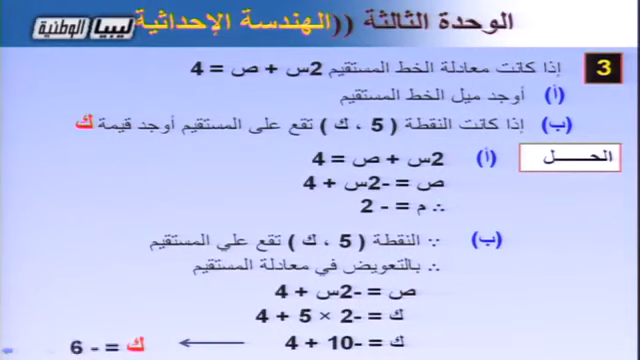 الوحدة الثالثة ((الهندسة الإحداثية
ليبيا الوطنية
3 إذا كانت معادلة الخط المستقيم 2س + ص = 4
(أ) أوجد ميل الخط المستقيم
(ب) إذا كانت النقطة ( 5 ، ك ) تقع على المستقيم أوجد قيمة ك
الحـــــل (أ) 2س + ص = 4
ص = -2س + 4
∴ م = - 2
(ب) ∵ النقطة ( 5 ، ك ) تقع علي المستقيم
∴ بالتعويض في معادلة المستقيم
ص = -2س + 4
ك = -2 × 5 + 4
ك = -10 + 4 ← ك = - 6